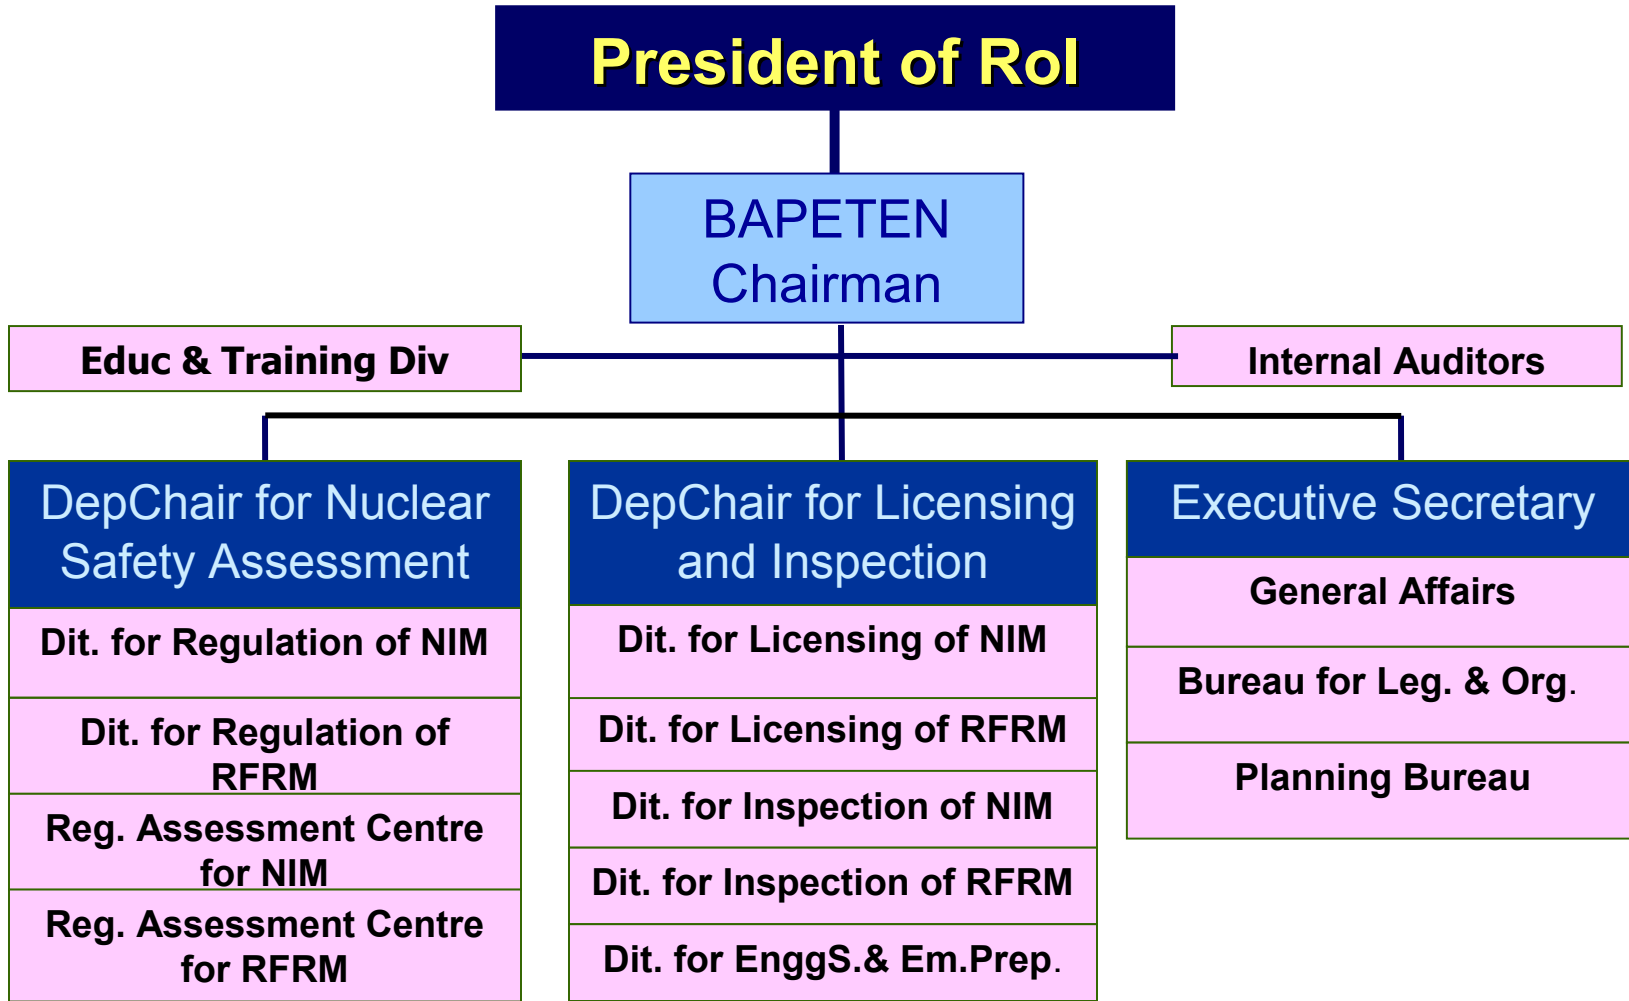 President of RoI
BAPETEN
Chairman
Educ & Training Div
Internal Auditors
DepChair for Nuclear
Safety Assessment
Dit. for Regulation of NIM
Dit. for Regulation of
RFRM
Reg. Assessment Centre
for NIM
Reg. Assessment Centre
for RFRM
DepChair for Licensing
and Inspection
Dit. for Licensing of NIM
Dit. for Licensing of RFRM
Dit. for Inspection of NIM
Dit. for Inspection of RFRM
Dit. for EnggS.& Em.Prep.
Executive Secretary
General Affairs
Bureau for Leg. & Org.
Planning Bureau